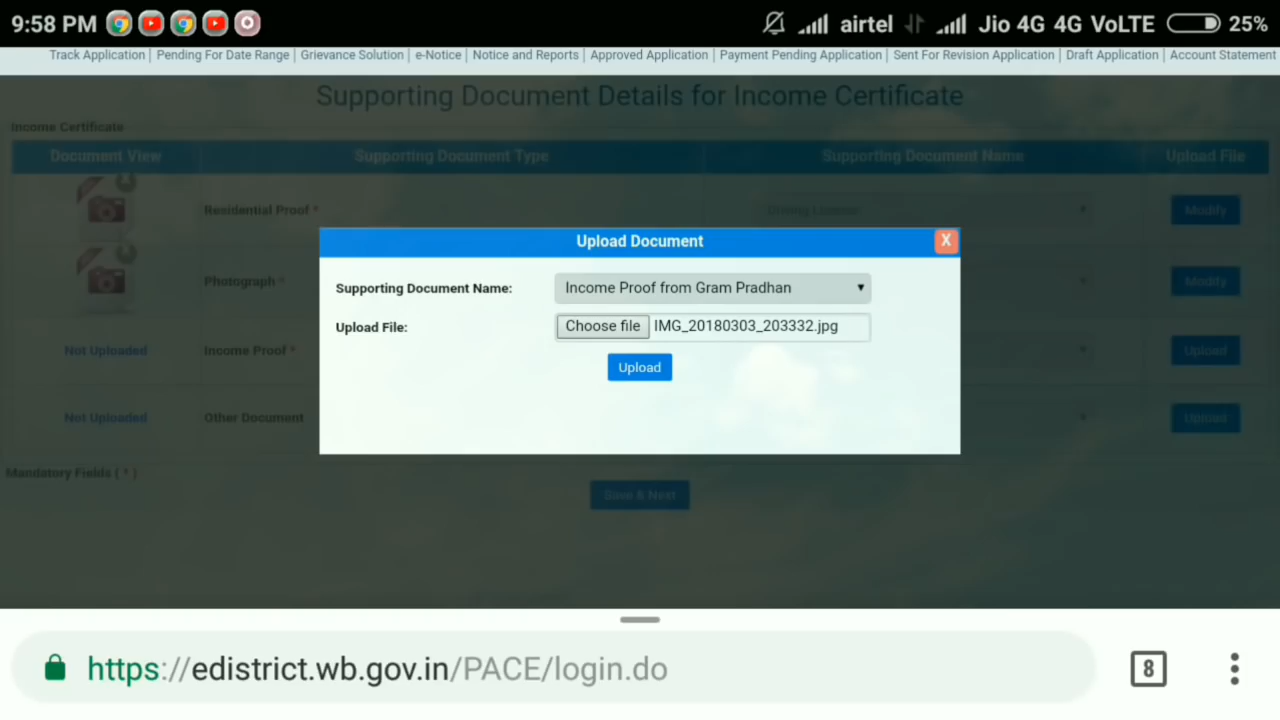 9:58 PM airtel Jio 4G 4G VoLTE 25%
Track Application | Pending For Date Range | Grievance Solution | e-Notice | Notice and Reports | Approved Application | Payment Pending Application | Sent For Revision Application | Draft Application | Account Statement
Supporting Document Details for Income Certificate
Income Certificate
Document View Supporting Document Type Supporting Document Name Upload File
Residential Proof * Driving License Modify
Upload Document X
Supporting Document Name: Income Proof from Gram Pradhan
Photograph * Modify
Upload File: Choose file IMG_20180303_203332.jpg
Not Uploaded Income Proof * Upload
Upload
Not Uploaded Other Document Upload
Mandatory Fields ( * )
Save & Next
https://edistrict.wb.gov.in/PACE/login.do 8